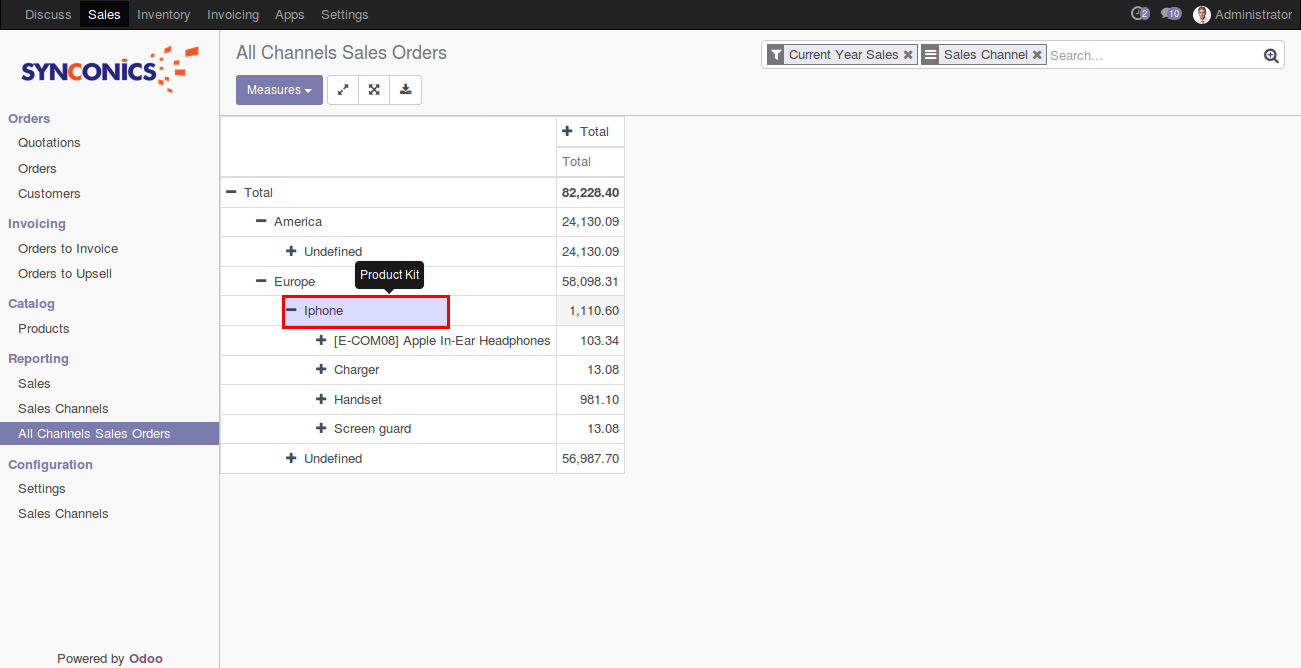 Discuss Sales Inventory Invoicing Apps Settings 2 10 Administrator
SYNCONICS
Orders
Quotations
Orders
Customers
Invoicing
Orders to Invoice
Orders to Upsell
Catalog
Products
Reporting
Sales
Sales Channels
All Channels Sales Orders
Configuration
Settings
Sales Channels
Powered by Odoo
All Channels Sales Orders
Current Year Sales Sales Channel Search...
Measures
Total
Total
Total 82,228.40
America 24,130.09
Undefined 24,130.09
Europe 58,098.31
Product Kit
Iphone 1,110.60
[E-COM08] Apple In-Ear Headphones 103.34
Charger 13.08
Handset 981.10
Screen guard 13.08
Undefined 56,987.70